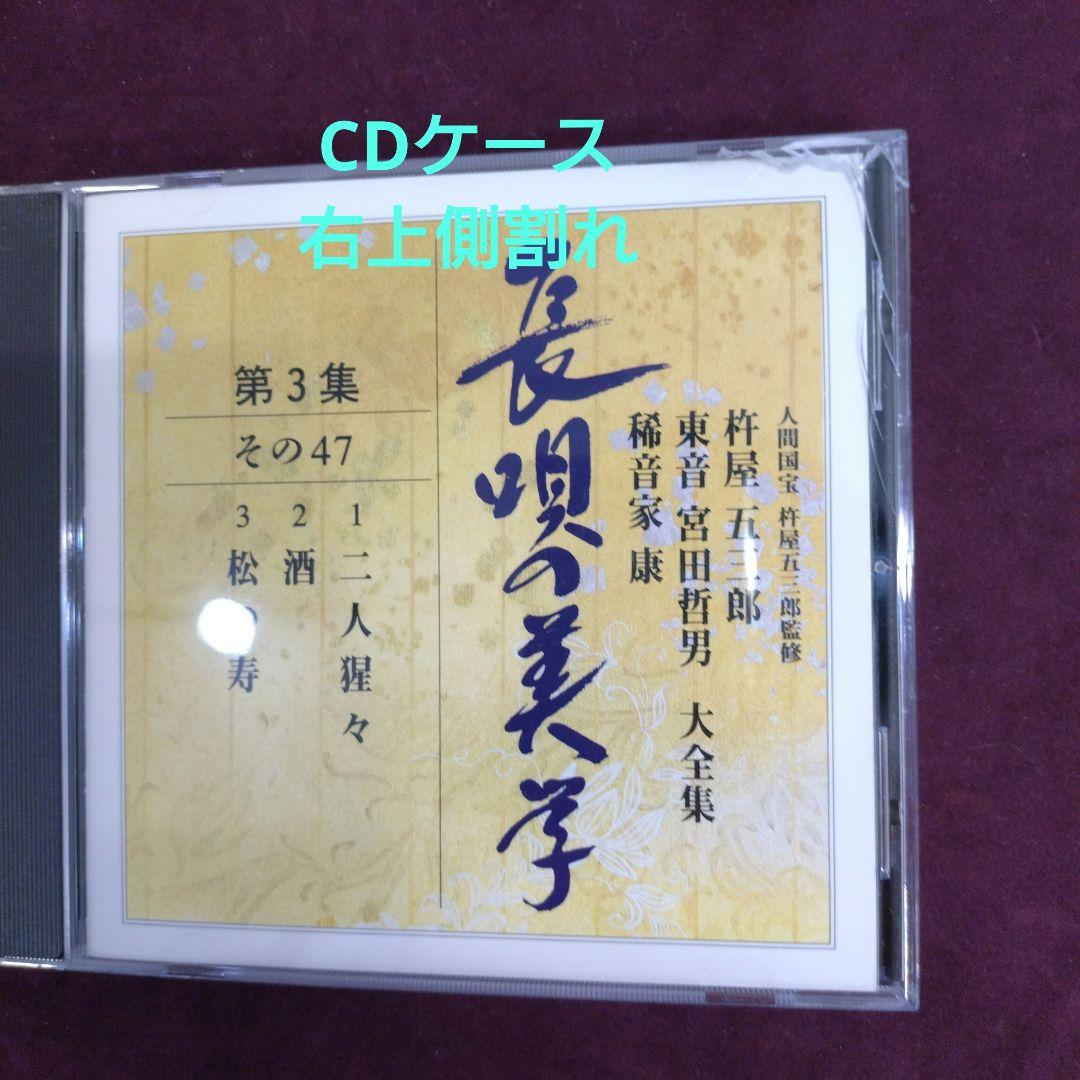 CDケース
右上側割れ
人間国宝 杵屋五三郎監修
杵屋 五三郎
東音 宮田哲男 大全集
稀音家 康
長唄の美学
第3集
その47
1 二人猩々
2 酒
3 松の寿